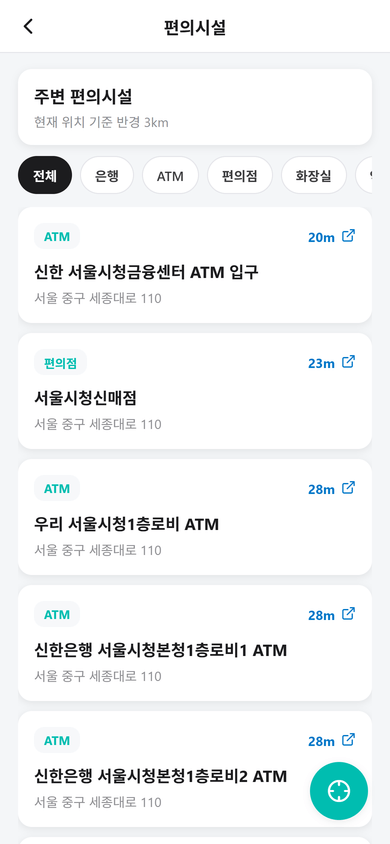 편의시설
주변 편의시설
현재 위치 기준 반경 3km
전체 은행 ATM 편의점 화장실
ATM 20m
신한 서울시청금융센터 ATM 입구
서울 중구 세종대로 110
편의점 23m
서울시청신매점
서울 중구 세종대로 110
ATM 28m
우리 서울시청1층로비 ATM
서울 중구 세종대로 110
ATM 28m
신한은행 서울시청본청1층로비1 ATM
서울 중구 세종대로 110
ATM 28m
신한은행 서울시청본청1층로비2 ATM
서울 중구 세종대로 110